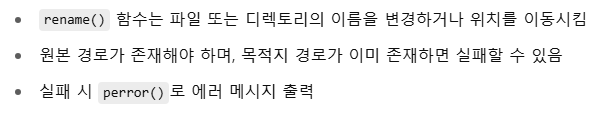 • rename() 함수는 파일 또는 디렉토리의 이름을 변경하거나 위치를 이동시킴
• 원본 경로가 존재해야 하며, 목적지 경로가 이미 존재하면 실패할 수 있음
• 실패 시 perror()로 에러 메시지 출력